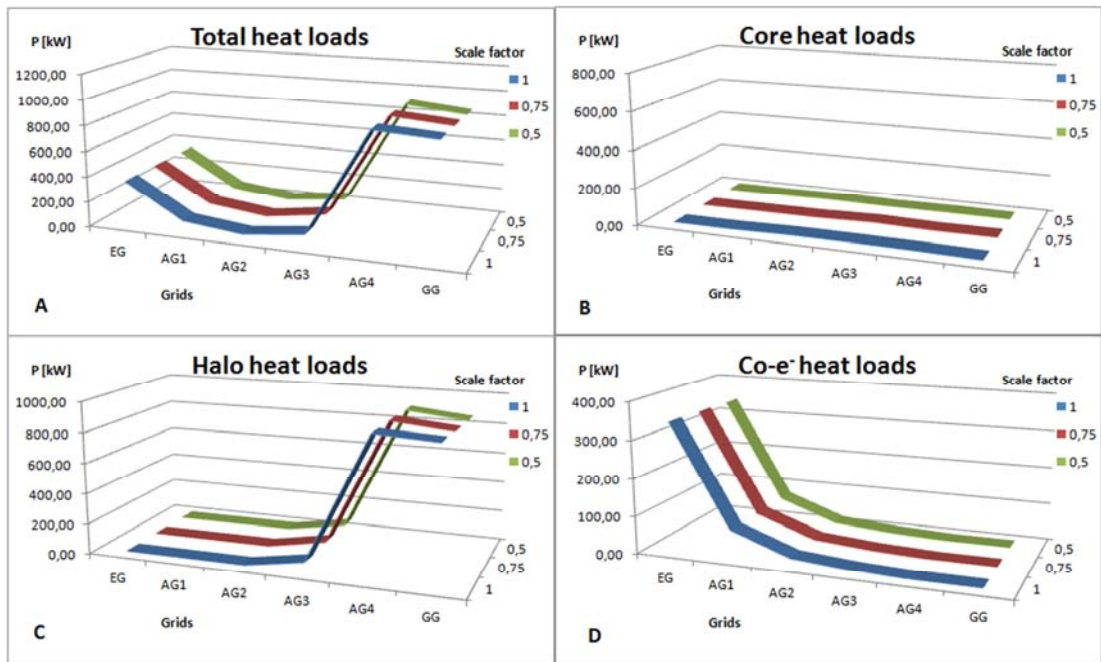 Total heat loads
P [kW]
1200,00
1000,00
800,00
600,00
400,00
200,00
0,00
EG
AG1
AG2
AG3
AG4
GG
Grids
0,5
0,75
1
Scale factor
1
0,75
0,5
A
Core heat loads
P [kW]
800,00
600,00
400,00
200,00
0,00
EG
AG1
AG2
AG3
AG4
GG
Grids
0,5
0,75
1
Scale factor
1
0,75
0,5
B
Halo heat loads
P [kW]
1000,00
800,00
600,00
400,00
200,00
0,00
EG
AG1
AG2
AG3
AG4
GG
Grids
0,5
0,75
1
Scale factor
1
0,75
0,5
C
Co-e⁻ heat loads
P [kW]
400,00
300,00
200,00
100,00
0,00
EG
AG1
AG2
AG3
AG4
GG
Grids
0,5
0,75
1
Scale factor
1
0,75
0,5
D